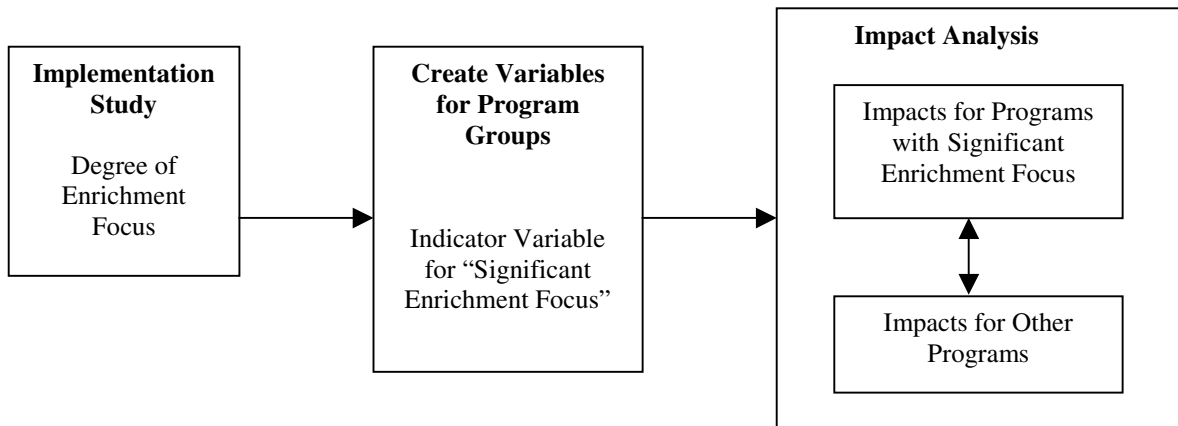 Implementation
Study
Degree of
Enrichment
Focus
Create Variables
for Program
Groups
Indicator Variable
for “Significant
Enrichment Focus”
Impact Analysis
Impacts for Programs
with Significant
Enrichment Focus
Impacts for Other
Programs